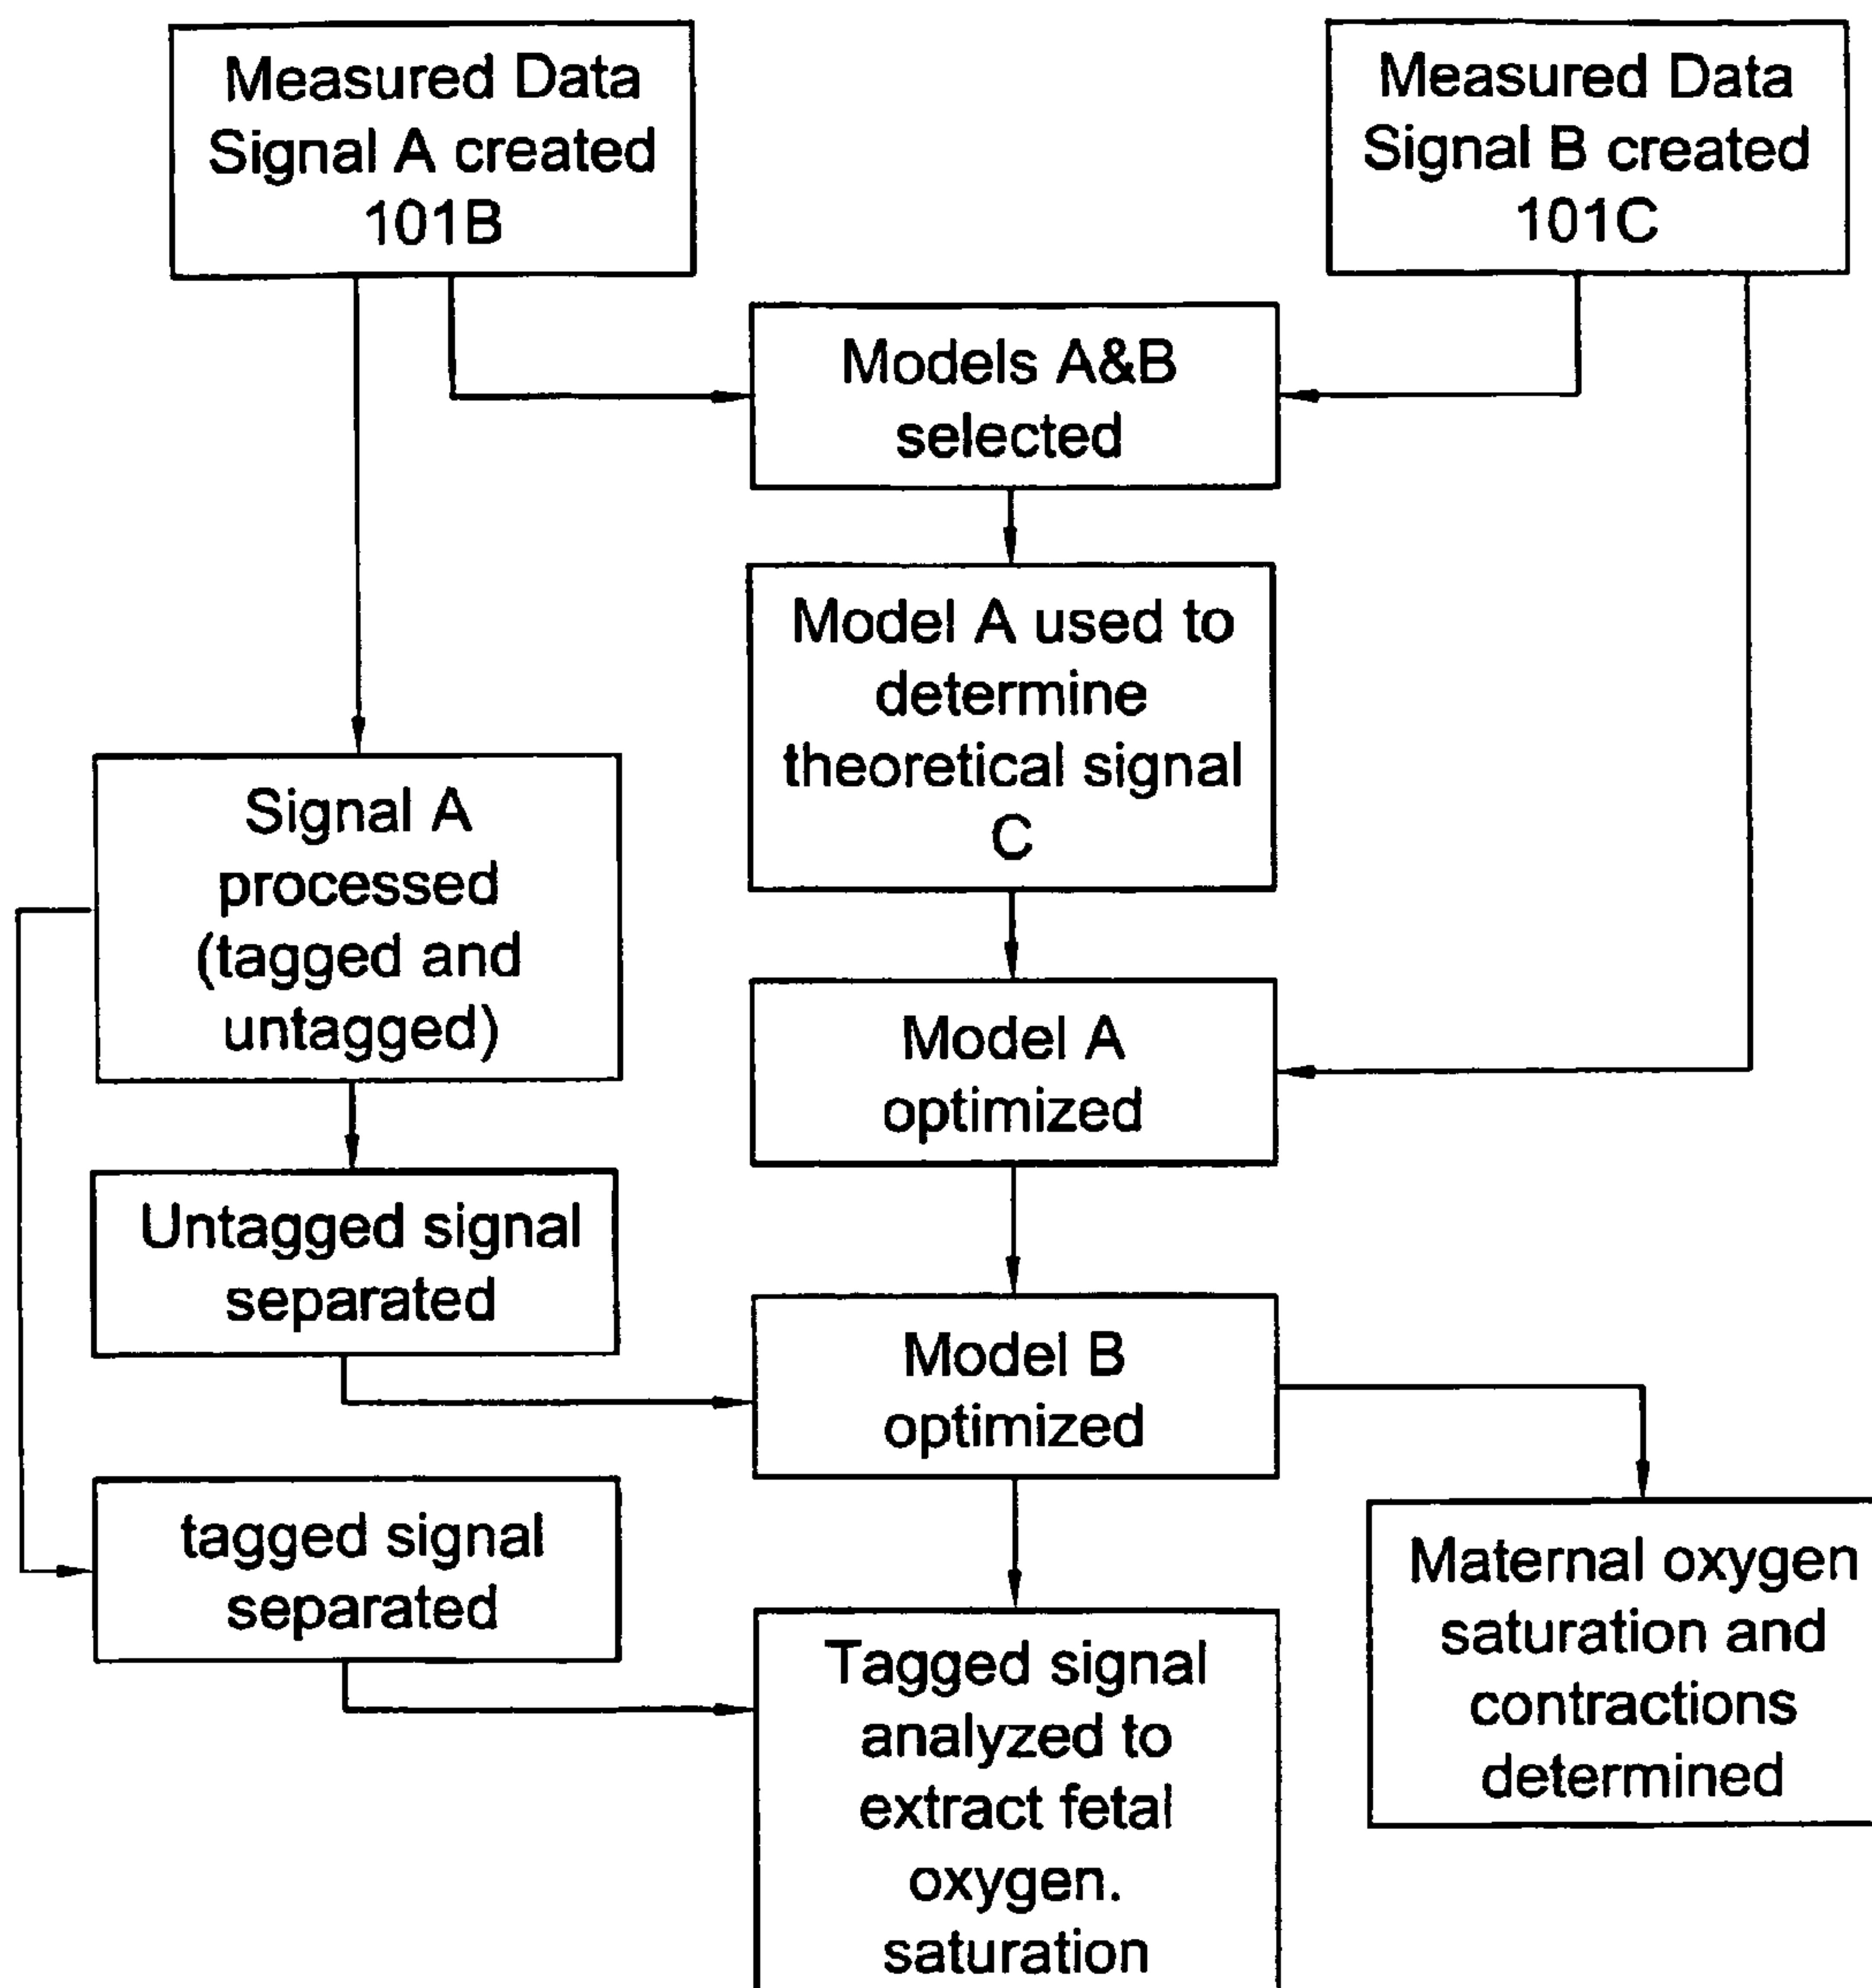 Measured Data
Signal A created
101B
Measured Data
Signal B created
101C
Models A&B
selected
Model A used to
determine
theoretical signal
C
Signal A
processed
(tagged and
untagged)
Model A
optimized
Untagged signal
separated
Model B
optimized
tagged signal
separated
Maternal oxygen
saturation and
contractions
determined
Tagged signal
analyzed to
extract fetal
oxygen.
saturation